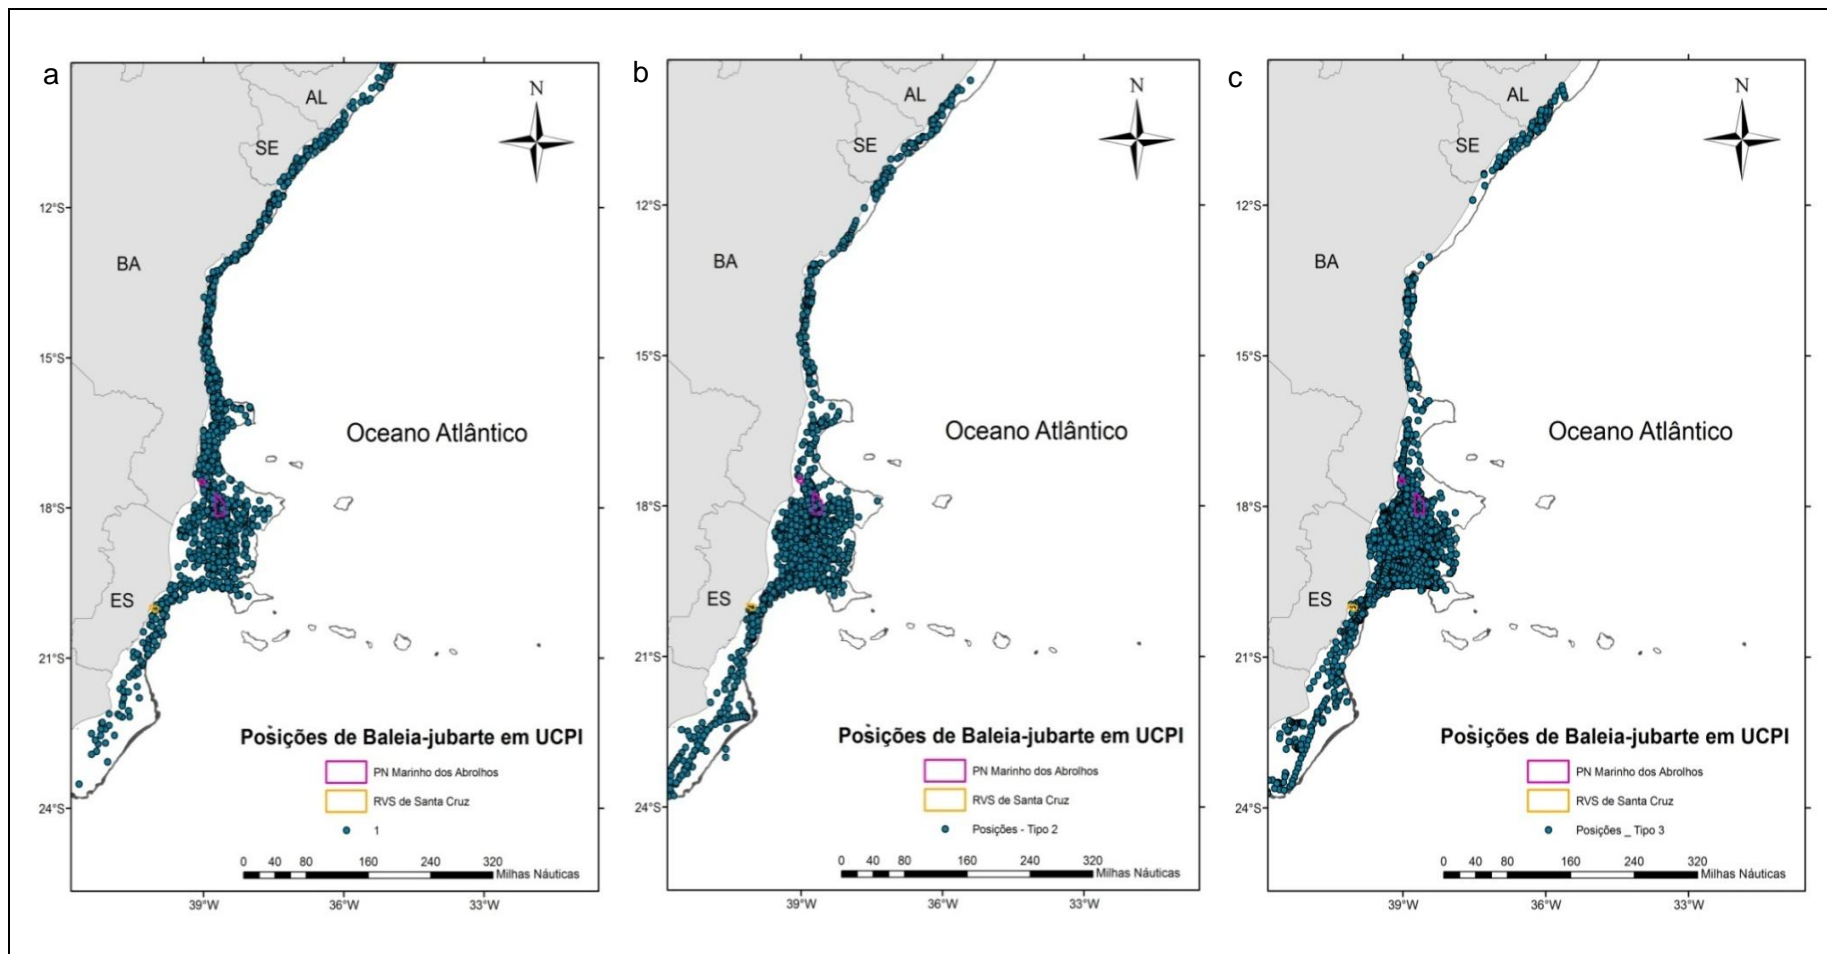 a
N
AL
SE
12°S
BA
15°S
Oceano Atlântico
18°S
ES
21°S
Posições de Baleia-jubarte em UCPI
PN Marinho dos Abrolhos
RVS de Santa Cruz
24°S
1
0 40 80 160 240 320
Milhas Náuticas
39°W 36°W 33°W
b
N
AL
SE
12°S
BA
15°S
Oceano Atlântico
18°S
ES
21°S
Posições de Baleia-jubarte em UCPI
PN Marinho dos Abrolhos
RVS de Santa Cruz
24°S
Posições - Tipo 2
0 40 80 160 240 320
Milhas Náuticas
39°W 36°W 33°W
c
N
AL
SE
12°S
BA
15°S
Oceano Atlântico
18°S
ES
21°S
Posições de Baleia-jubarte em UCPI
PN Marinho dos Abrolhos
RVS de Santa Cruz
24°S
Posições _ Tipo 3
0 40 80 160 240 320
Milhas Náuticas
39°W 36°W 33°W